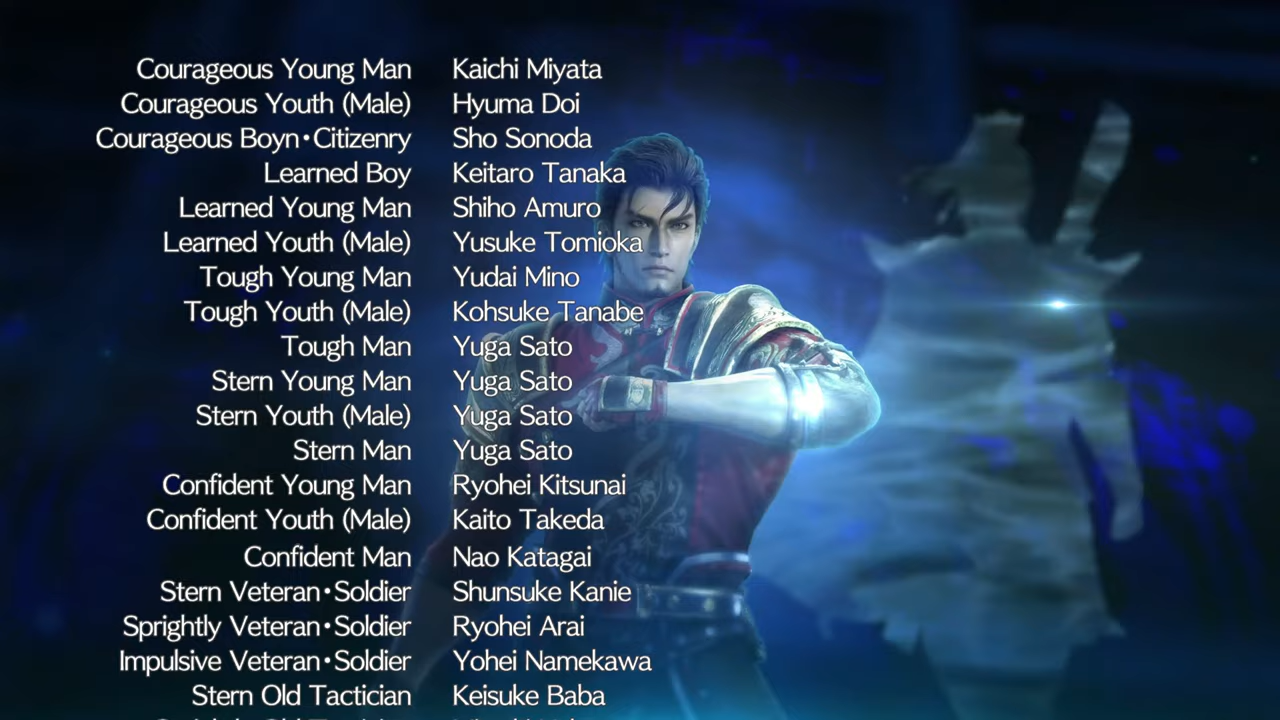 Courageous Young Man Kaichi Miyata
Courageous Youth (Male) Hyuma Doi
Courageous Boyn・Citizenry Sho Sonoda
Learned Boy Keitaro Tanaka
Learned Young Man Shiho Amuro
Learned Youth (Male) Yusuke Tomioka
Tough Young Man Yudai Mino
Tough Youth (Male) Kohsuke Tanabe
Tough Man Yuga Sato
Stern Young Man Yuga Sato
Stern Youth (Male) Yuga Sato
Stern Man Yuga Sato
Confident Young Man Ryohei Kitsunai
Confident Youth (Male) Kaito Takeda
Confident Man Nao Katagai
Stern Veteran・Soldier Shunsuke Kanie
Sprightly Veteran・Soldier Ryohei Arai
Impulsive Veteran・Soldier Yohei Namekawa
Stern Old Tactician Keisuke Baba